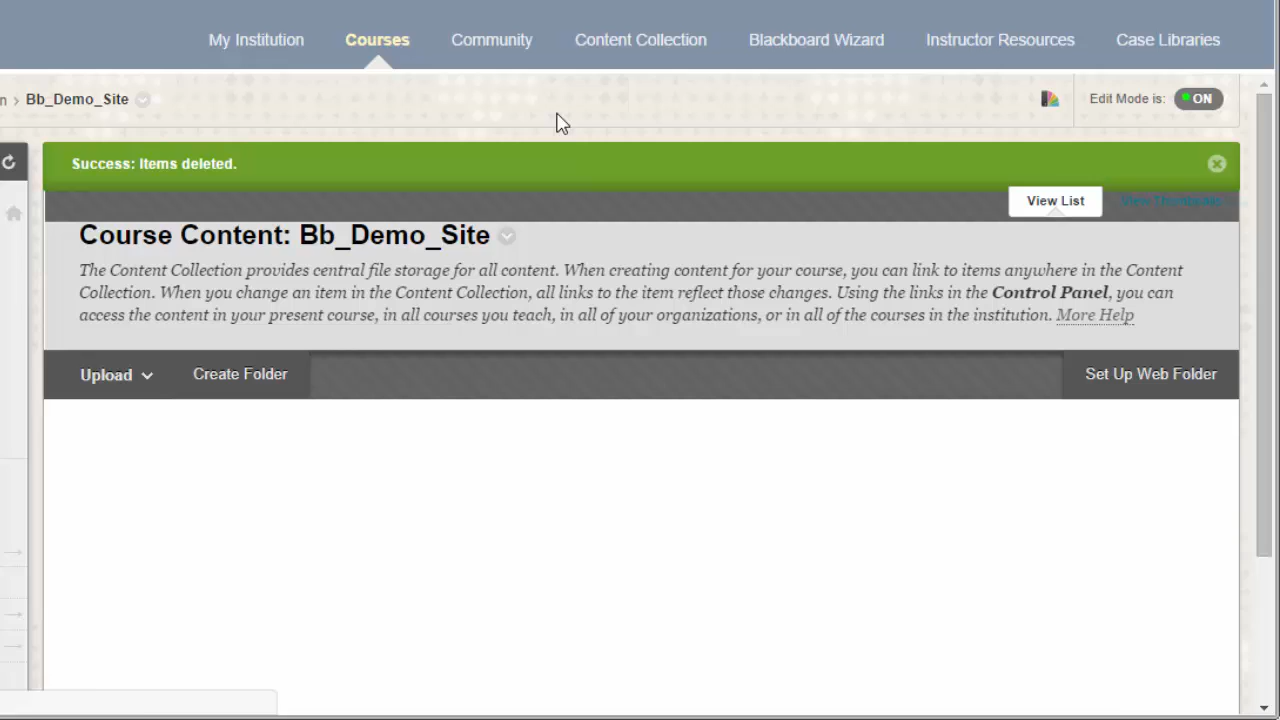 My Institution Courses Community Content Collection Blackboard Wizard Instructor Resources Case Libraries
n › Bb_Demo_Site Edit Mode is: ON
Success: Items deleted.
View List View Thumbnails
Course Content: Bb_Demo_Site
The Content Collection provides central file storage for all content. When creating content for your course, you can link to items anywhere in the Content
Collection. When you change an item in the Content Collection, all links to the item reflect those changes. Using the links in the Control Panel, you can
access the content in your present course, in all courses you teach, in all of your organizations, or in all of the courses in the institution. More Help
Upload Create Folder Set Up Web Folder